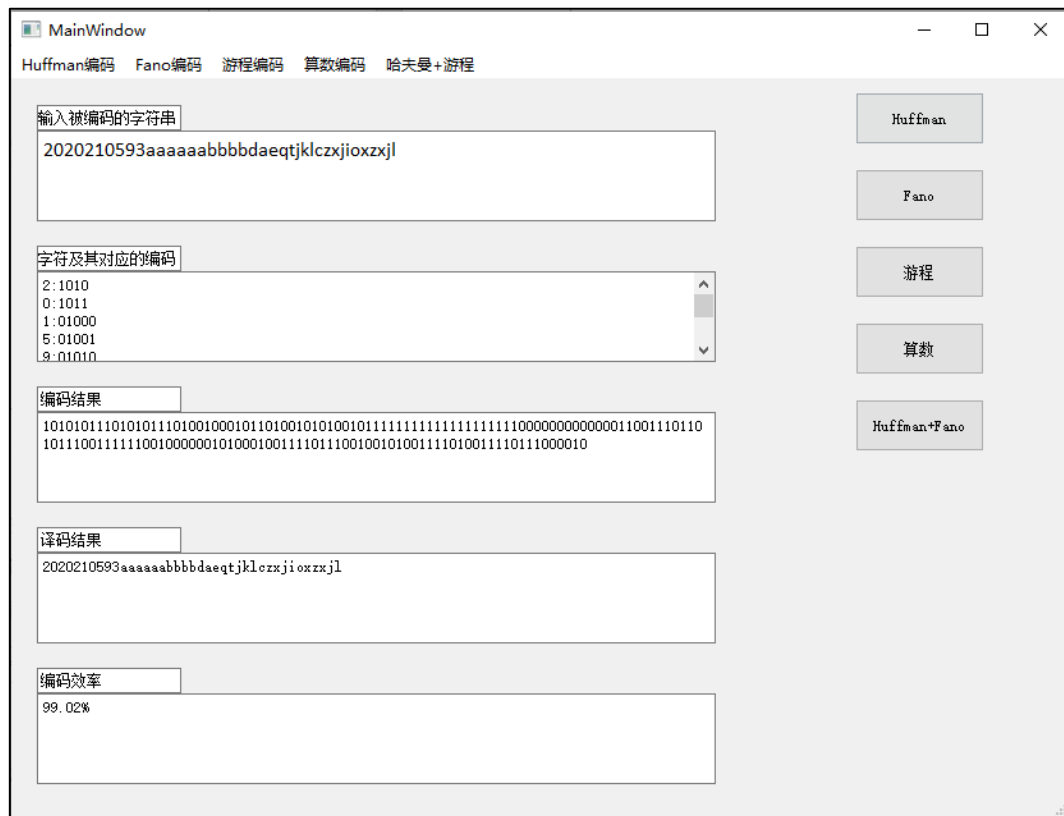 MainWindow
Huffman编码 Fano编码 游程编码 算数编码 哈夫曼+游程
输入被编码的字符串
2020210593aaaaaabbbbdaeqtjklczxjioxzxjl
Huffman
Fano
字符及其对应的编码
2:1010
0:1011
1:01000
5:01001
9:01010
游程
算数
编码结果
Huffman+Fano
译码结果
2020210593aaaaaabbbbdaeqtjklczxjioxzxjl
编码效率
99.02%